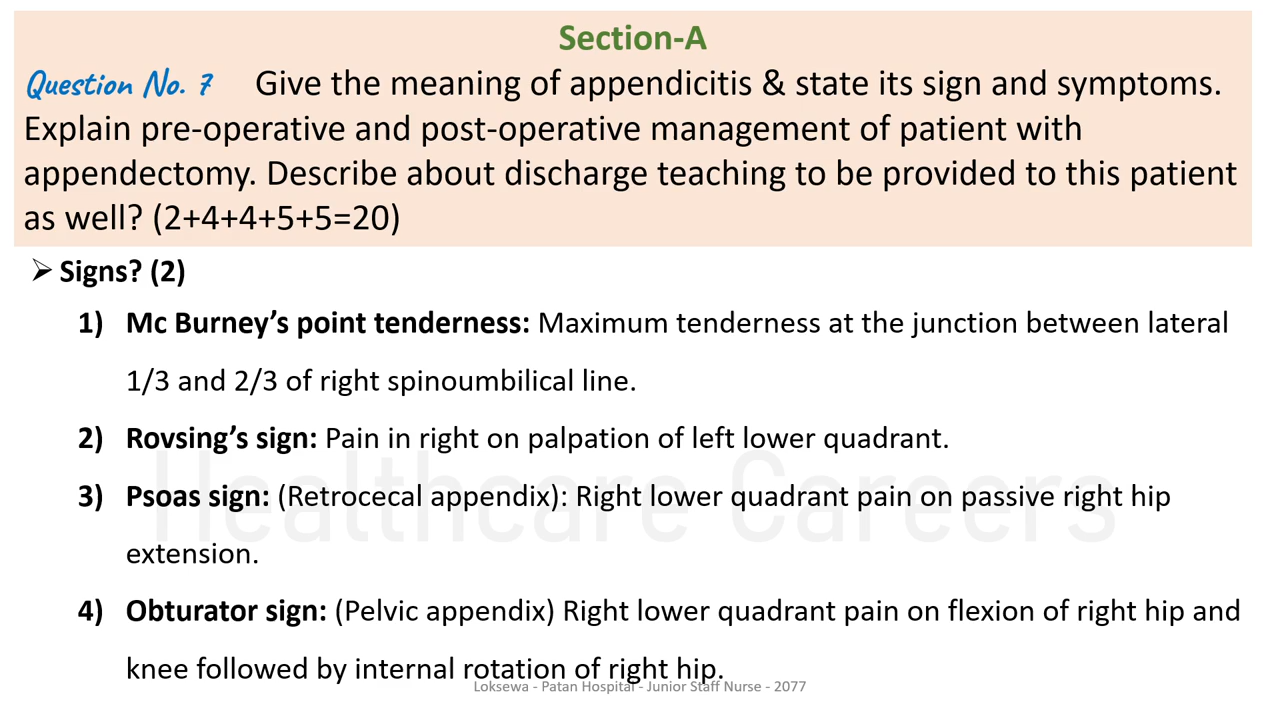 Section-A
Question No. 7 Give the meaning of appendicitis & state its sign and symptoms.
Explain pre-operative and post-operative management of patient with
appendectomy. Describe about discharge teaching to be provided to this patient
as well? (2+4+4+5+5=20)
➢ Signs? (2)
1) Mc Burney’s point tenderness: Maximum tenderness at the junction between lateral
1/3 and 2/3 of right spinoumbilical line.
2) Rovsing’s sign: Pain in right on palpation of left lower quadrant.
Healthcare Careers
3) Psoas sign: (Retrocecal appendix): Right lower quadrant pain on passive right hip
extension.
4) Obturator sign: (Pelvic appendix) Right lower quadrant pain on flexion of right hip and
knee followed by internal rotation of right hip.
Loksewa - Patan Hospital - Junior Staff Nurse - 2077